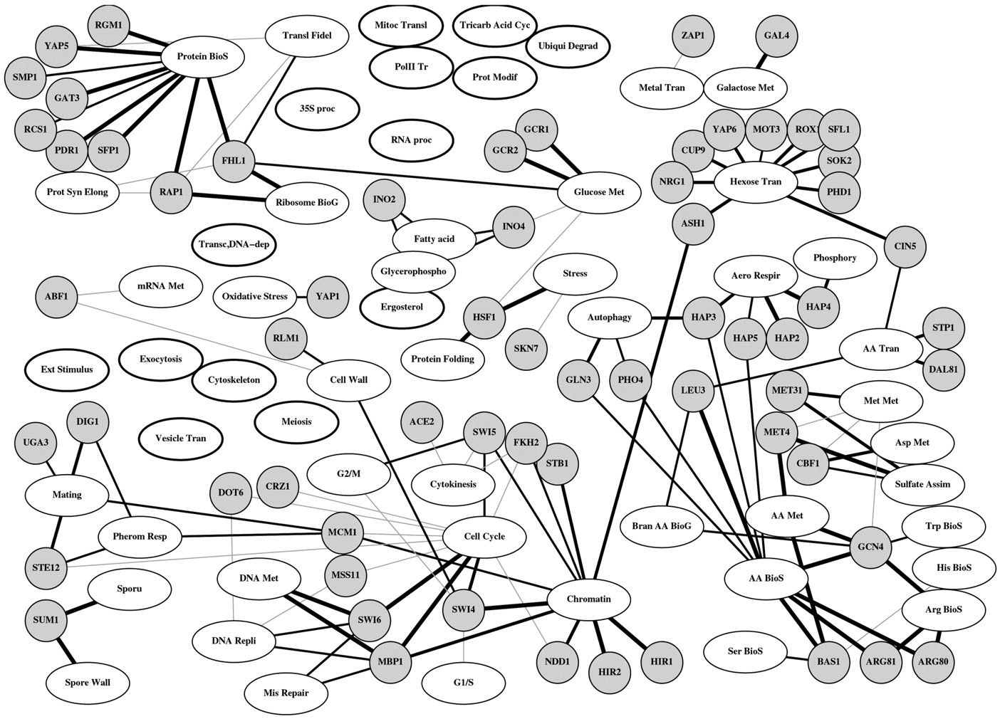 RGM1
Transl Fidel
Mitoc Transl
Tricarb Acid Cyc
ZAP1
GAL4
YAP5
Protein BioS
Ubiqui Degrad
SMP1
PolII Tr
Prot Modif
Metal Tran
Galactose Met
GAT3
35S proc
RCS1
RNA proc
GCR1
YAP6
MOT3
ROX1
SFL1
PDR1
SFP1
GCR2
CUP9
FHL1
SOK2
Prot Syn Elong
RAP1
Ribosome BioG
INO2
Glucose Met
NRG1
Hexose Tran
PHD1
INO4
ASH1
Transc,DNA−dep
Fatty acid
CIN5
Phosphory
Glycerophospho
Stress
Aero Respir
ABF1
mRNA Met
Oxidative Stress
YAP1
Ergosterol
HSF1
Autophagy
HAP3
HAP4
RLM1
SKN7
HAP5
HAP2
STP1
AA Tran
Exocytosis
Protein Folding
Ext Stimulus
Cytoskeleton
Cell Wall
GLN3
PHO4
LEU3
MET31
DAL81
Met Met
DIG1
Meiosis
ACE2
SWI5
MET4
UGA3
Vesicle Tran
FKH2
Asp Met
G2/M
STB1
CBF1
Mating
DOT6
CRZ1
Cytokinesis
Sulfate Assim
AA Met
Pherom Resp
MCM1
Cell Cycle
Bran AA BioG
Trp BioS
GCN4
STE12
DNA Met
MSS11
AA BioS
His BioS
Sporu
SWI4
Chromatin
Arg BioS
SUM1
SWI6
DNA Repli
Ser BioS
MBP1
NDD1
HIR2
HIR1
BAS1
ARG81
ARG80
Spore Wall
Mis Repair
G1/S